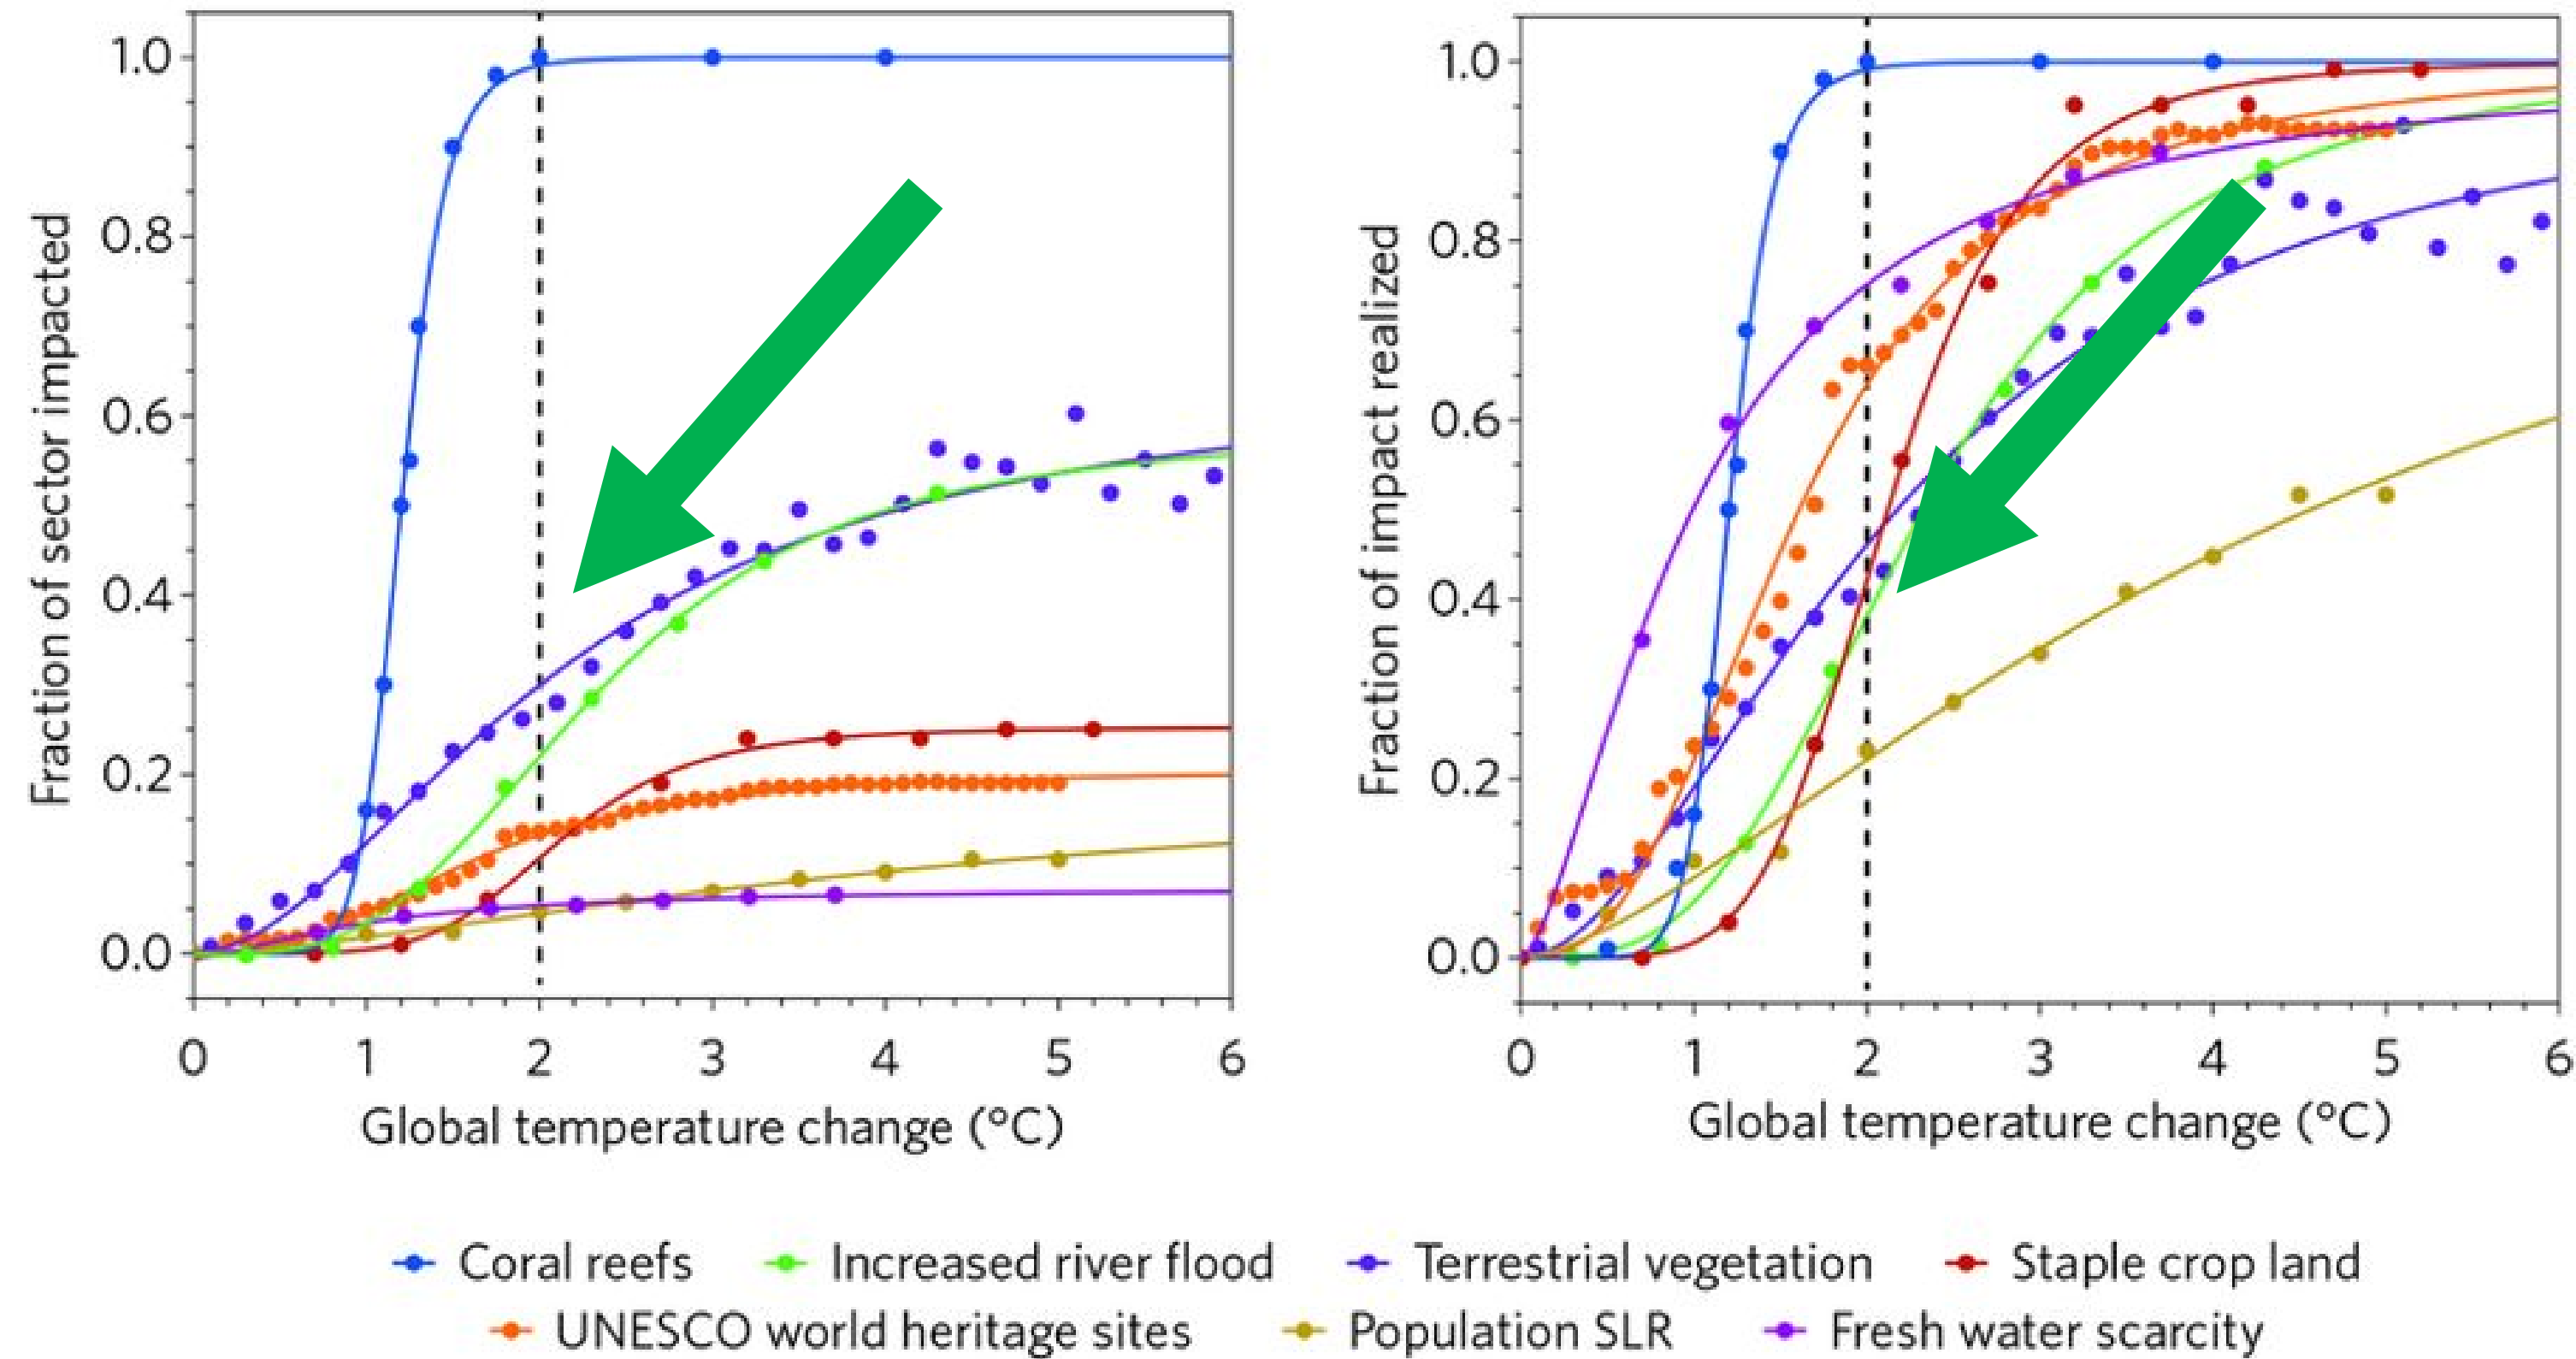 Fraction of sector impacted
1.0
0.8
0.6
0.4
0.2
0.0
0 1 2 3 4 5 6
Global temperature change (°C)
Fraction of impact realized
1.0
0.8
0.6
0.4
0.2
0.0
0 1 2 3 4 5 6
Global temperature change (°C)
Coral reefs Increased river flood Terrestrial vegetation Staple crop land
UNESCO world heritage sites Population SLR Fresh water scarcity